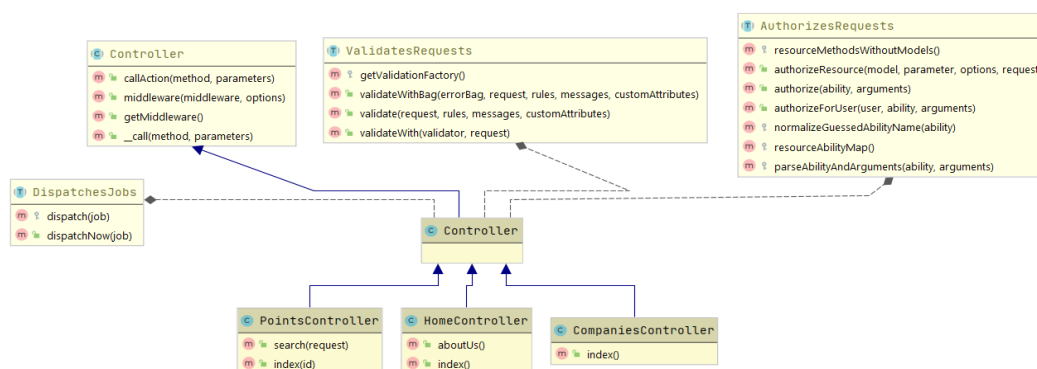 AuthorizesRequests
resourceMethodsWithoutModels()
authorizeResource(model, parameter, options, request
authorize(ability, arguments)
authorizeForUser(user, ability, arguments)
normalizeGuessedAbilityName(ability)
resourceAbilityMap()
parseAbilityAndArguments(ability, arguments)
Controller
callAction(method, parameters)
middleware(middleware, options)
getMiddleware()
__call(method, parameters)
ValidatesRequests
getValidationFactory()
validateWithBag(errorBag, request, rules, messages, customAttributes)
validate(request, rules, messages, customAttributes)
validateWith(validator, request)
DispatchesJobs
dispatch(job)
dispatchNow(job)
Controller
PointsController
search(request)
index(id)
HomeController
aboutUs()
index()
CompaniesController
index()